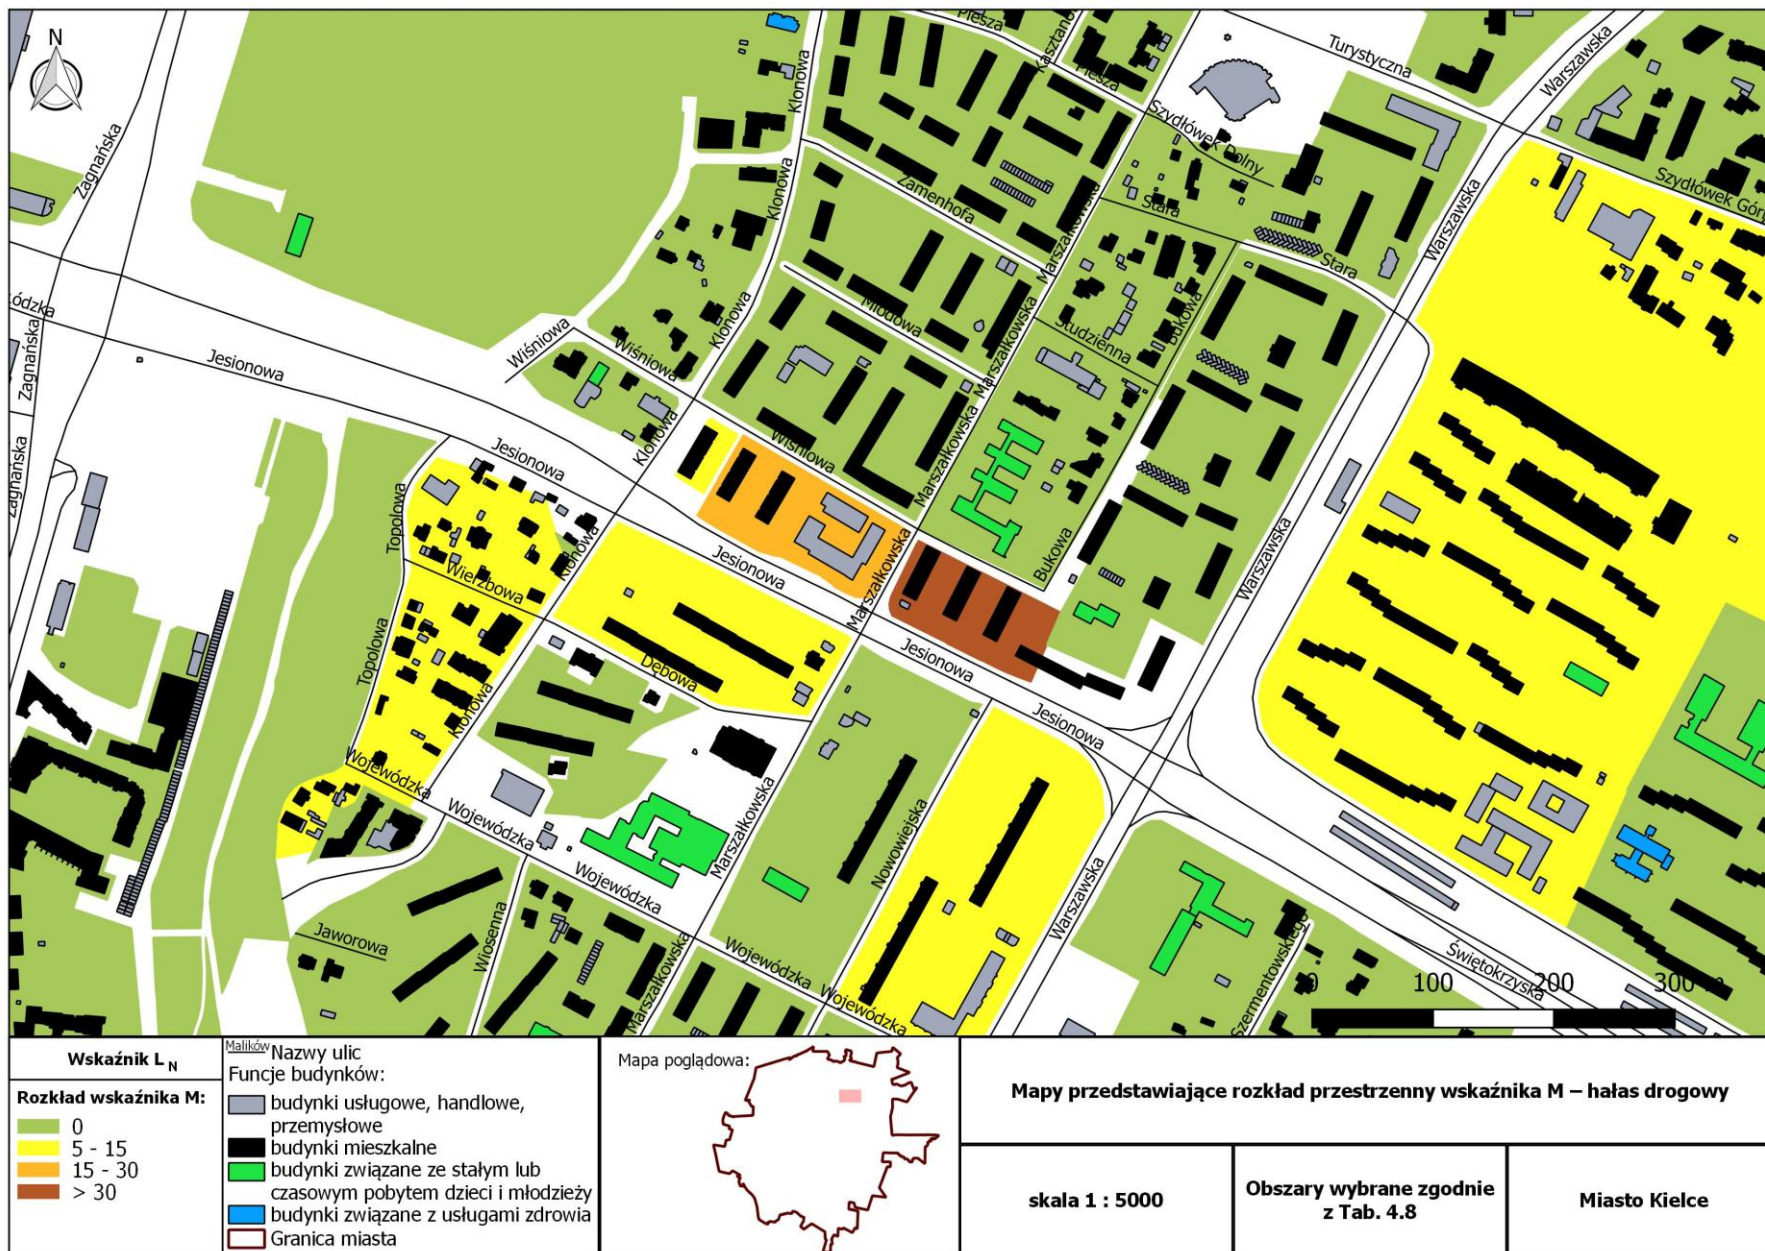 N
Piesza
Kasztanowa
Piesza
Turystyczna
Warszawska
Warszawska
Klonowa
Zagnańska
Szydłówek Dolny
Szydłówek Górny
Klonowa
Zamenhofa
Marszałkowska
Stara
Warszawska
Marszałkowska
Stara
Łódzka
Zagnańska
Jesionowa
Wiśniowa
Wiśniowa
Klonowa
Młodowa
Marszałkowska
Studzienna
Bukowa
Zagnańska
Jesionowa
Klonowa
Wiśniowa
Marszałkowska
Topolowa
Wierzbowa
Klonowa
Jesionowa
Marszałkowska
Bukowa
Warszawska
Topolowa
Dębowa
Jesionowa
Klonowa
Jesionowa
Wojewódzka
Wojewódzka
Marszałkowska
Nowowiejska
Wojewódzka
Warszawska
Jaworowa
Wiosenna
Marszałkowska
Wojewódzka
Wojewódzka
Szermentowskiego
Świętokrzyska
0 100 200 300
Wskaźnik L N
Rozkład wskaźnika M:
0
5 - 15
15 - 30
> 30
Malików Nazwy ulic
Funcje budynków:
budynki usługowe, handlowe,
przemysłowe
budynki mieszkalne
budynki związane ze stałym lub
czasowym pobytem dzieci i młodzieży
budynki związane z usługami zdrowia
Granica miasta
Mapa poglądowa:
Mapy przedstawiające rozkład przestrzenny wskaźnika M – hałas drogowy
skala 1 : 5000
Obszary wybrane zgodnie
z Tab. 4.8
Miasto Kielce